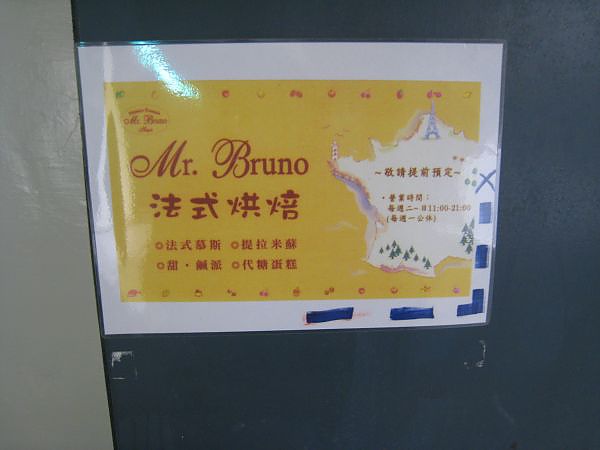 Mr. Bruno
Mr. Bruno
法式烘焙
◎法式慕斯 ◎提拉米蘇
◎甜・鹹派 ◎代糖蛋糕
~敬請提前預定~
・營業時間：
每週二~日11:00-21:00
(每週一公休)